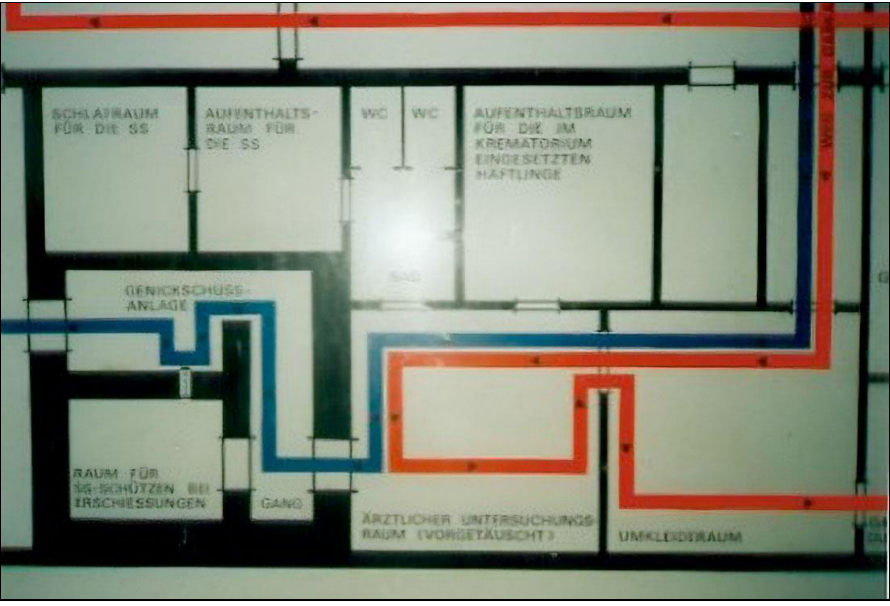 SCHLAFRAUM
FÜR DIE SS
AUFENTHALTS-
RAUM FÜR
DIE SS
WC
WC
AUFENTHALTSRAUM
FÜR DIE IM
KREMATORIUM
EINGESETZTEN
HÄFTLINGE
BAD
GENICKSCHUSS-
ANLAGE
RAUM FÜR
SS-SCHÜTZEN BEI
ERSCHIESSUNGEN
GANG
ÄRZTLICHER UNTERSUCHUNGS-
RAUM (VORGETÄUSCHT)
UMKLEIDERAUM